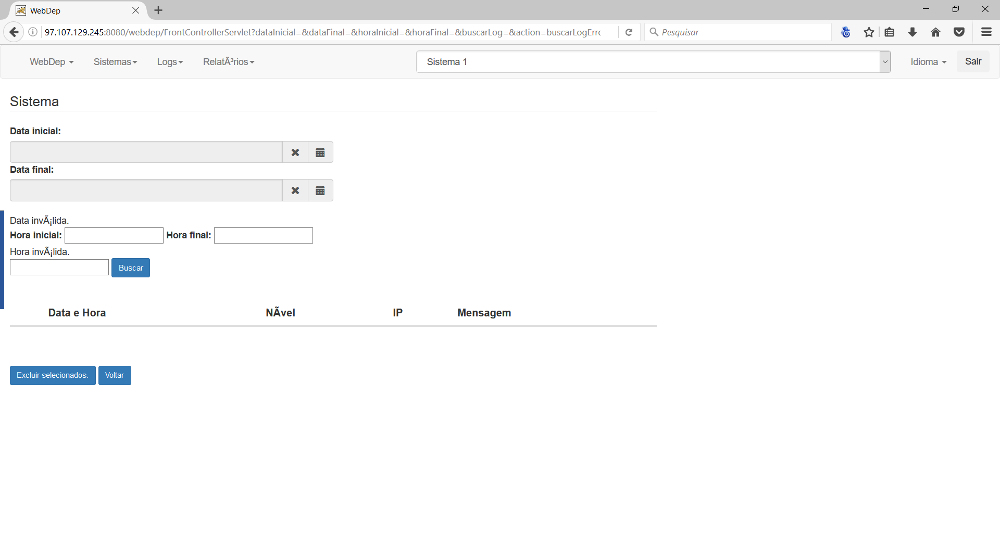 WebDep
97.107.129.245:8080/webdep/FrontControllerServlet?dataInicial=&dataFinal=&horaInicial=&horaFinal=&buscarLog=&action=buscarLogErrc
Pesquisar
WebDep Sistemas Logs RelatÃ³rios Sistema 1 Idioma Sair
Sistema
Data inicial:
Data final:
Data invÃ¡lida.
Hora inicial: Hora final:
Hora invÃ¡lida.
Buscar
Data e Hora NÃvel IP Mensagem
Excluir selecionados. Voltar